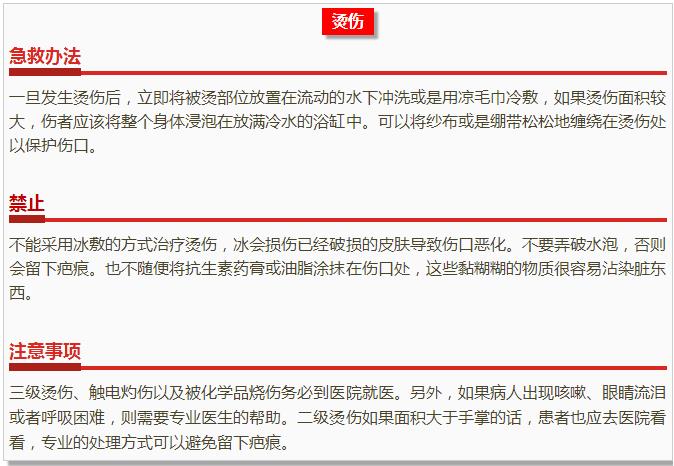 烫伤
急救办法
一旦发生烫伤后，立即将被烫部位放置在流动的水下冲洗或是用凉毛巾冷敷，如果烫伤面积较
大，伤者应该将整个身体浸泡在放满冷水的浴缸中。可以将纱布或是绷带松松地缠绕在烫伤处
以保护伤口。
禁止
不能采用冰敷的方式治疗烫伤，冰会损伤已经破损的皮肤导致伤口恶化。不要弄破水泡，否则
会留下疤痕。也不随便将抗生素药膏或油脂涂抹在伤口处，这些黏糊糊的物质很容易沾染脏东
西。
注意事项
三级烫伤、触电灼伤以及被化学品烧伤务必到医院就医。另外，如果病人出现咳嗽、眼睛流泪
或者呼吸困难，则需要专业医生的帮助。二级烫伤如果面积大于手掌的话，患者也应去医院看
看，专业的处理方式可以避免留下疤痕。